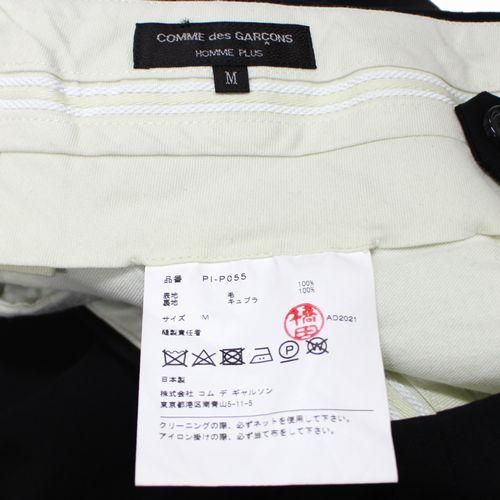 COMME des GARÇONS
HOMME PLUS
M
品番 PI-P055
表地 毛 100%
裏地 キュプラ 100%
サイズ M AD2021
縫製責任者 橋本
P
日本製
株式会社 コム デ ギャルソン
東京都港区南青山5-11-5
クリーニングの際、必ずネットを使用して下さい。
アイロン掛けの際、必ず当て布をして下さい。